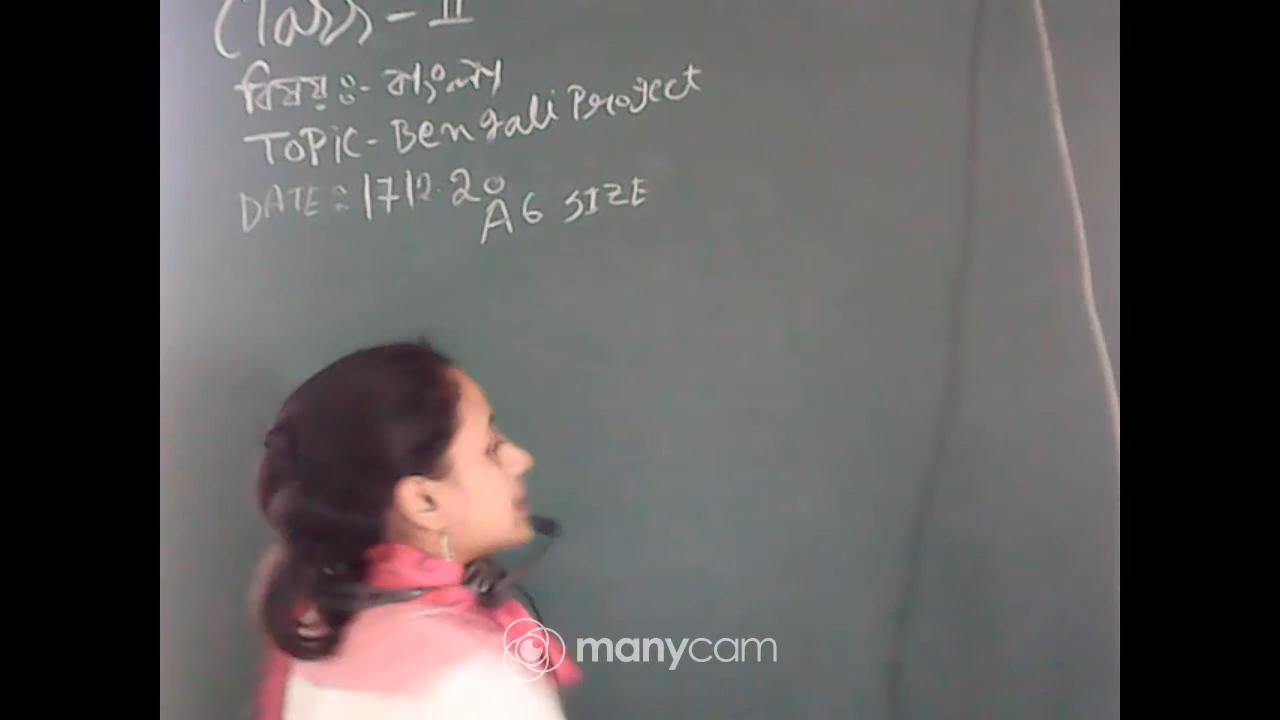 Class - II
বিষয় ঃ- বাংলা
TOPIC - Bengali Project
DATE : 17 12. 20
A6 SIZE
manycam